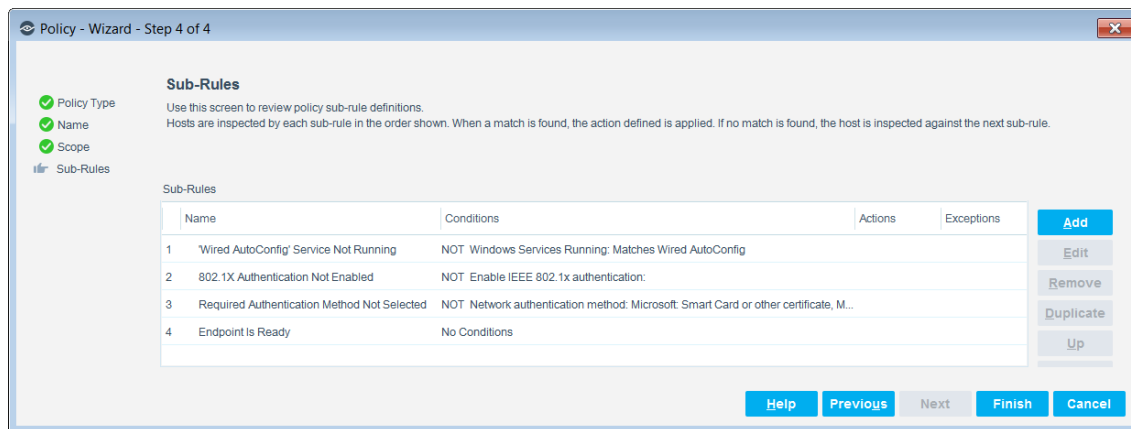 Policy - Wizard - Step 4 of 4
Policy Type
Name
Scope
Sub-Rules
Sub-Rules
Use this screen to review policy sub-rule definitions.
Hosts are inspected by each sub-rule in the order shown. When a match is found, the action defined is applied. If no match is found, the host is inspected against the next sub-rule.
Sub-Rules
Name Conditions Actions Exceptions
1 'Wired AutoConfig' Service Not Running NOT Windows Services Running: Matches Wired AutoConfig
2 802.1X Authentication Not Enabled NOT Enable IEEE 802.1x authentication:
3 Required Authentication Method Not Selected NOT Network authentication method: Microsoft: Smart Card or other certificate, M...
4 Endpoint Is Ready No Conditions
Add
Edit
Remove
Duplicate
Up
Help Previous Next Finish Cancel